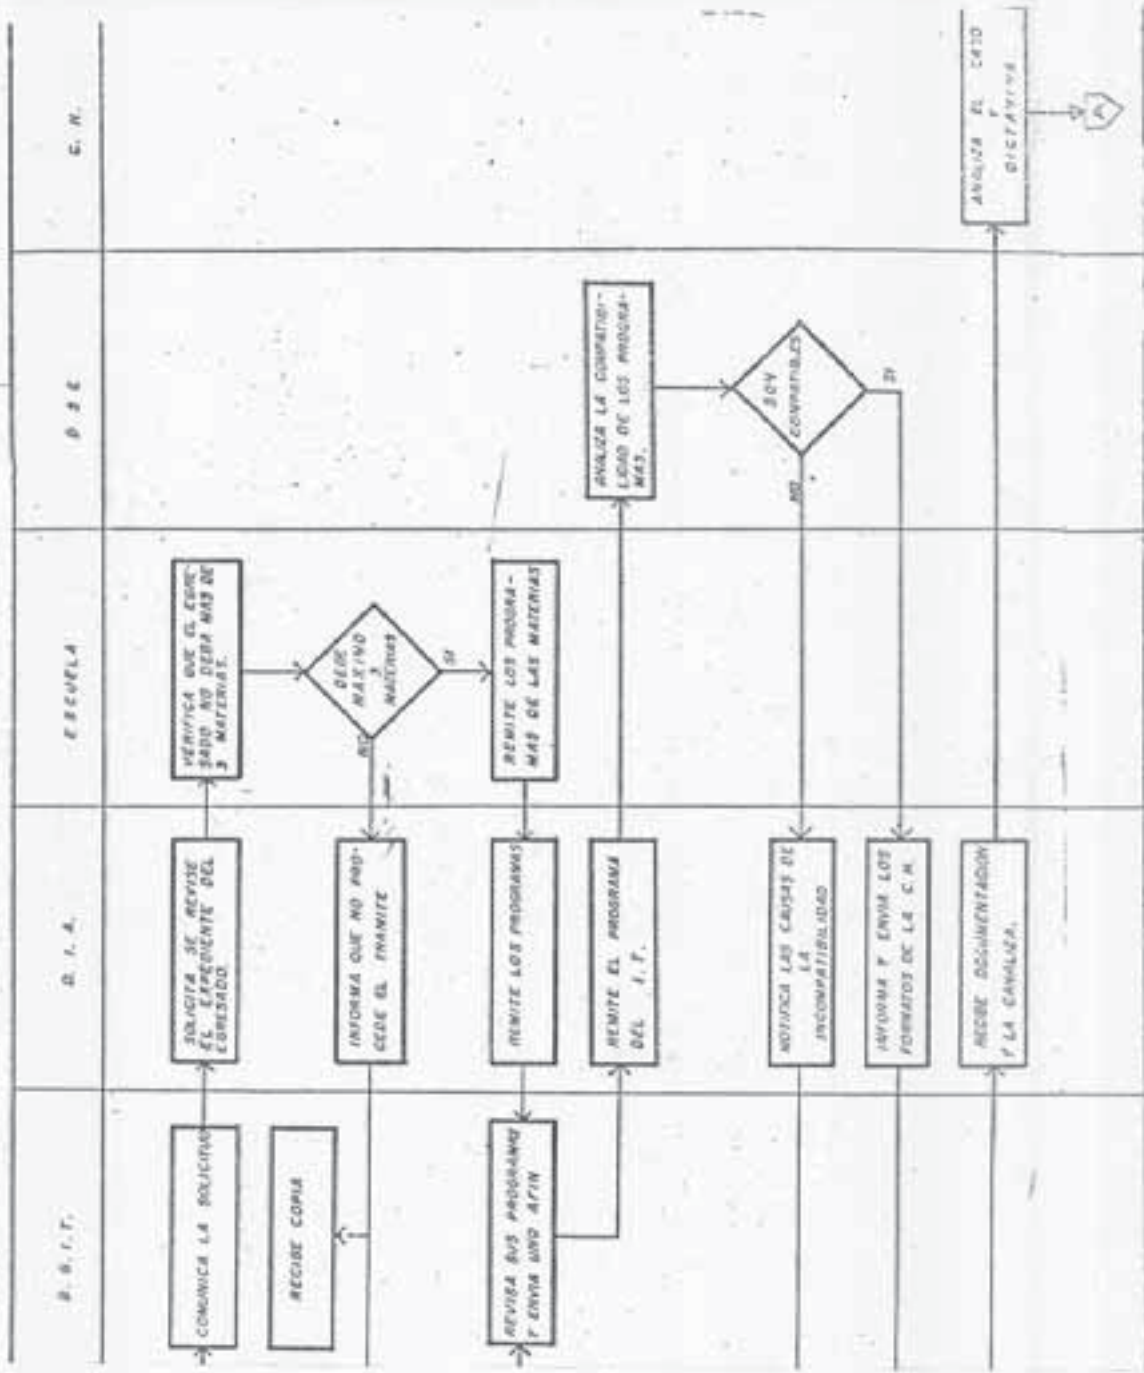 D. G. I. T.
D. I. A.
ESCUELA
D S E
C. H.
COMUNICA LA SOLICITUD
SOLICITA SE REVISE
EL EXPEDIENTE DEL
EGRESADO.
VERIFICA QUE EL EGRE-
SADO NO DEBA MAS DE
3 MATERIAS.
RECIBE COPIA
INFORMA QUE NO PRO-
CEDE EL TRAMITE
NO
DEBE
MAXIMO
3
MATERIAS
SI
REVISA SUS PROGRAMAS
Y ENVIA UNO AFIN
REMITE LOS PROGRAMAS
REMITE LOS PROGRA-
MAS DE LAS MATERIAS
REMITE EL PROGRAMA
DEL I.T.
ANALIZA LA COMPATIBI-
LIDAD DE LOS PROGRA-
MAS.
NOTIFICA LAS CAUSAS DE
LA
INCOMPATIBILIDAD
NO
SON
COMPATIBLES
SI
INFORMA Y ENVIA LOS
FORMATOS DE LA C.H.
RECIBE DOCUMENTACION
Y LA CANALIZA.
ANALIZA EL CASO
Y
DICTAMINA